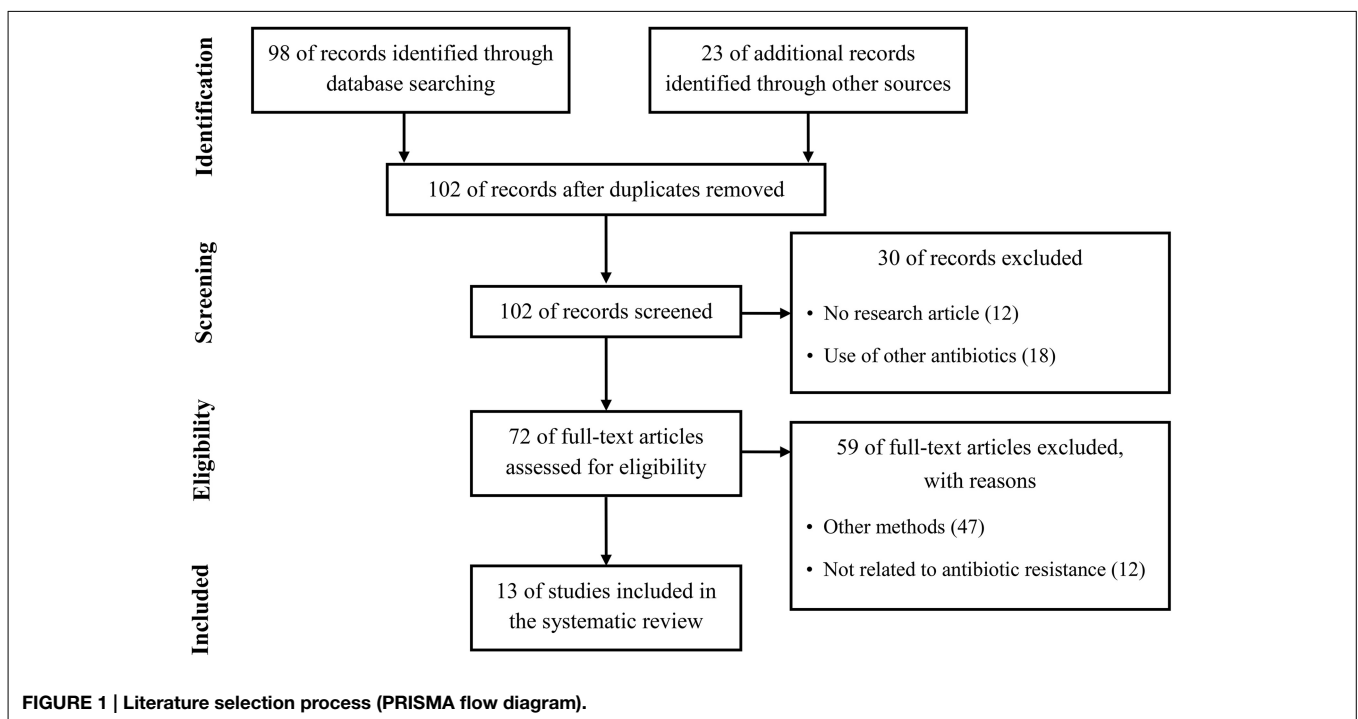 Identification
98 of records identified through
database searching
23 of additional records
identified through other sources
102 of records after duplicates removed
Screening
102 of records screened
30 of records excluded
• No research article (12)
• Use of other antibiotics (18)
Eligibility
72 of full-text articles
assessed for eligibility
59 of full-text articles excluded,
with reasons
• Other methods (47)
• Not related to antibiotic resistance (12)
Included
13 of studies included in
the systematic review
FIGURE 1 | Literature selection process (PRISMA flow diagram).